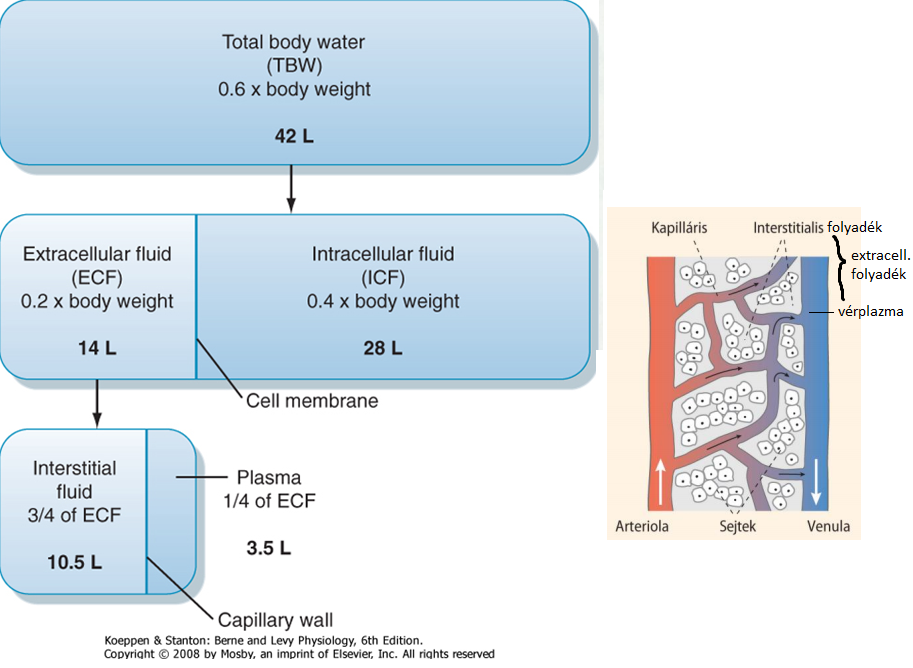 Total body water
(TBW)
0.6 x body weight
42 L
Extracellular fluid
(ECF)
0.2 x body weight
14 L
Intracellular fluid
(ICF)
0.4 x body weight
28 L
Cell membrane
Interstitial
fluid
3/4 of ECF
10.5 L
Plasma
1/4 of ECF
3.5 L
Capillary wall
Koeppen & Stanton: Berne and Levy Physiology, 6th Edition.
Copyright © 2008 by Mosby, an imprint of Elsevier, Inc. All rights reserved
Kapilláris
Interstitialis folyadék
extracell.
folyadék
vérplazma
Arteriola
Sejtek
Venula